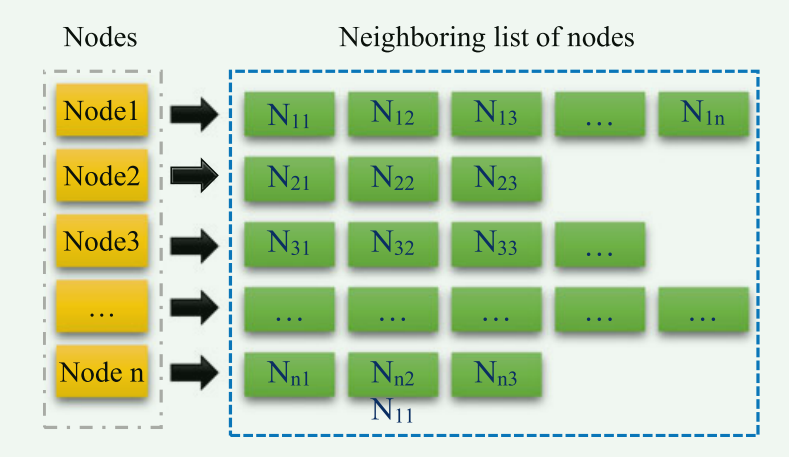 Nodes Neighboring list of nodes
Node1 N₁₁ N₁₂ N₁₃ … N₁ₙ
Node2 N₂₁ N₂₂ N₂₃
Node3 N₃₁ N₃₂ N₃₃ …
… … … … … …
Node n Nₙ₁ Nₙ₂ Nₙ₃
N₁₁